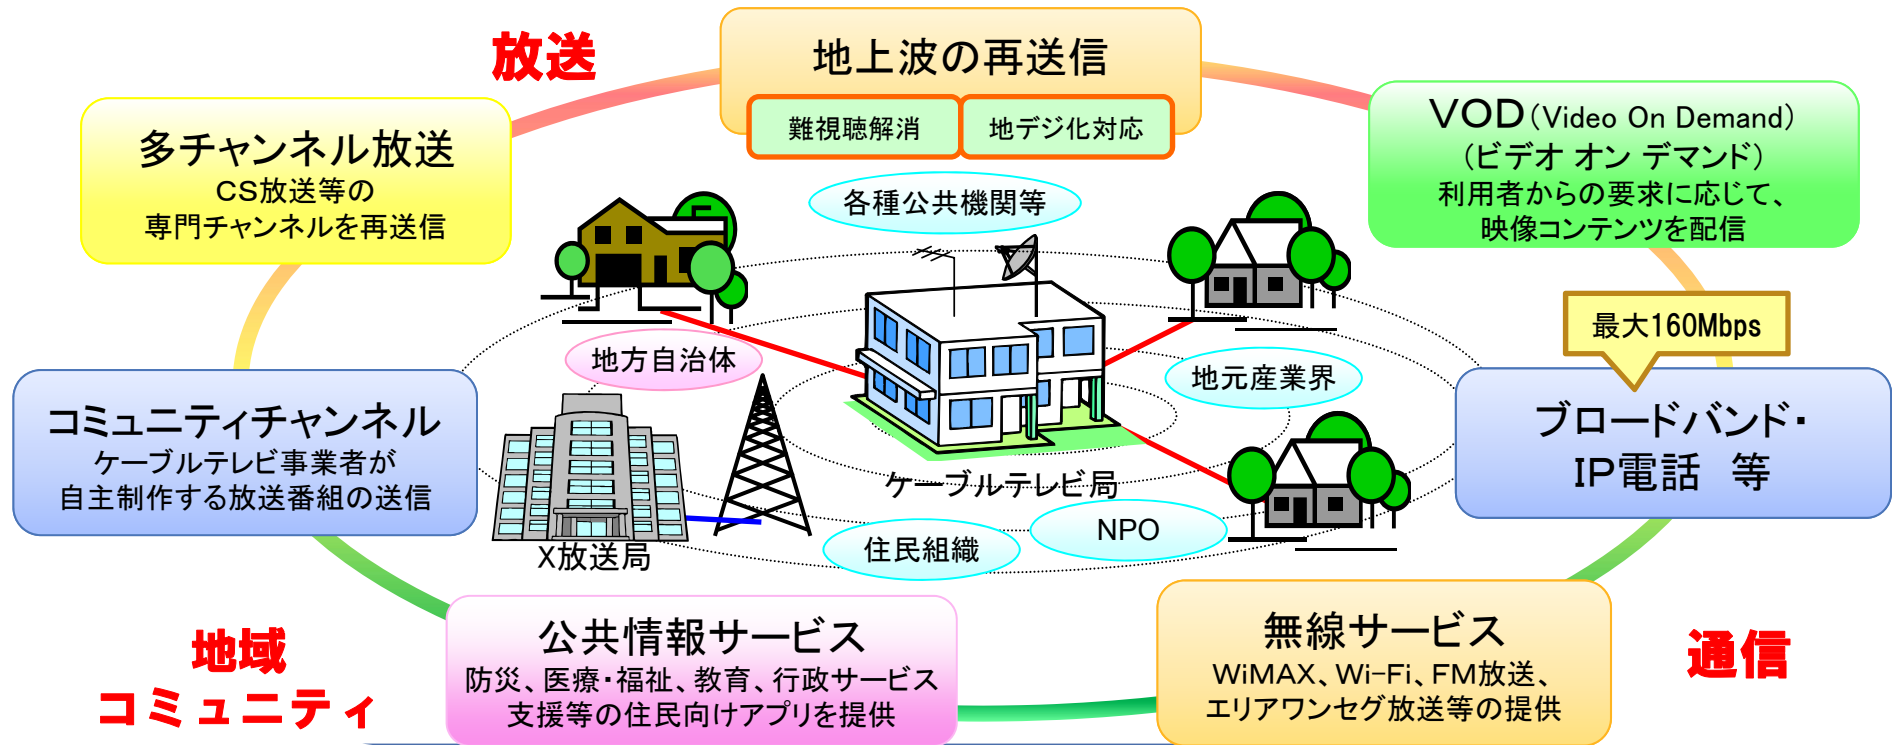 放送
地上波の再送信
難視聴解消
地デジ化対応
多チャンネル放送
CS放送等の
専門チャンネルを再送信
VOD(Video On Demand)
(ビデオ オン デマンド)
利用者からの要求に応じて、
映像コンテンツを配信
各種公共機関等
最大160Mbps
地方自治体
地元産業界
コミュニティチャンネル
ケーブルテレビ事業者が
自主制作する放送番組の送信
ブロードバンド・
IP電話 等
ケーブルテレビ局
X放送局
住民組織
NPO
地域
コミュニティ
公共情報サービス
防災、医療・福祉、教育、行政サービス
支援等の住民向けアプリを提供
無線サービス
WiMAX、Wi-Fi、FM放送、
エリアワンセグ放送等の提供
通信